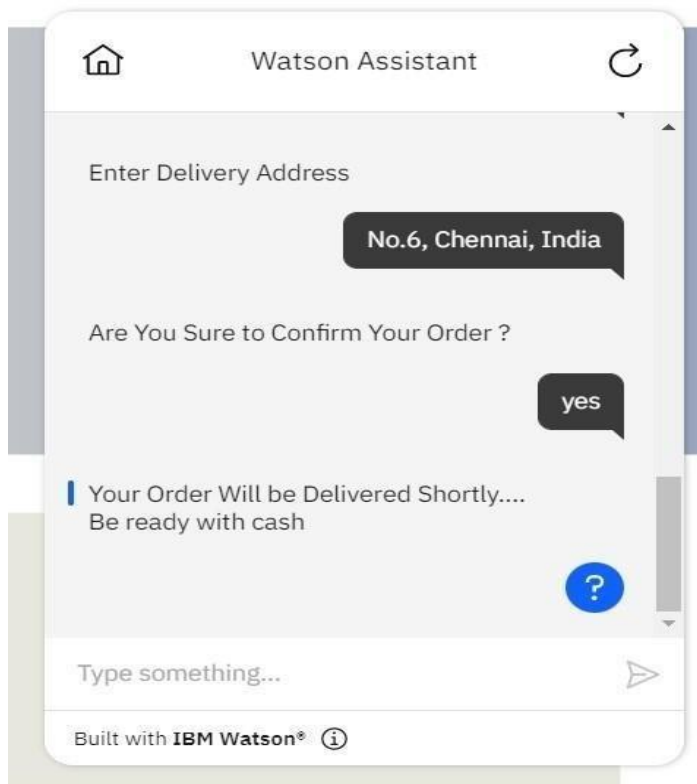 Watson Assistant
Enter Delivery Address
No.6, Chennai, India
Are You Sure to Confirm Your Order ?
yes
Your Order Will be Delivered Shortly....
Be ready with cash
?
Type something...
Built with IBM Watson®